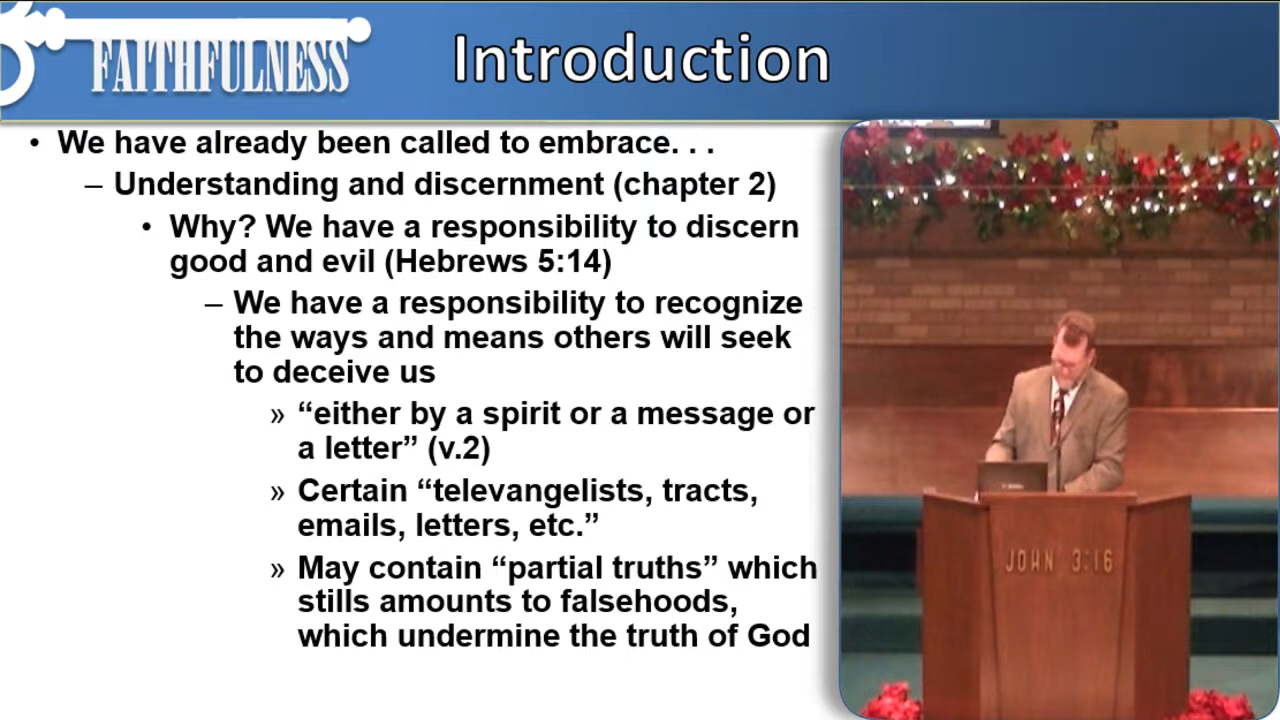 FAITHFULNESS
Introduction
• We have already been called to embrace. . .
– Understanding and discernment (chapter 2)
• Why? We have a responsibility to discern
good and evil (Hebrews 5:14)
– We have a responsibility to recognize
the ways and means others will seek
to deceive us
» “either by a spirit or a message or
a letter” (v.2)
» Certain “televangelists, tracts,
emails, letters, etc.”
» May contain “partial truths” which
stills amounts to falsehoods,
which undermine the truth of God
JOHN 3:16